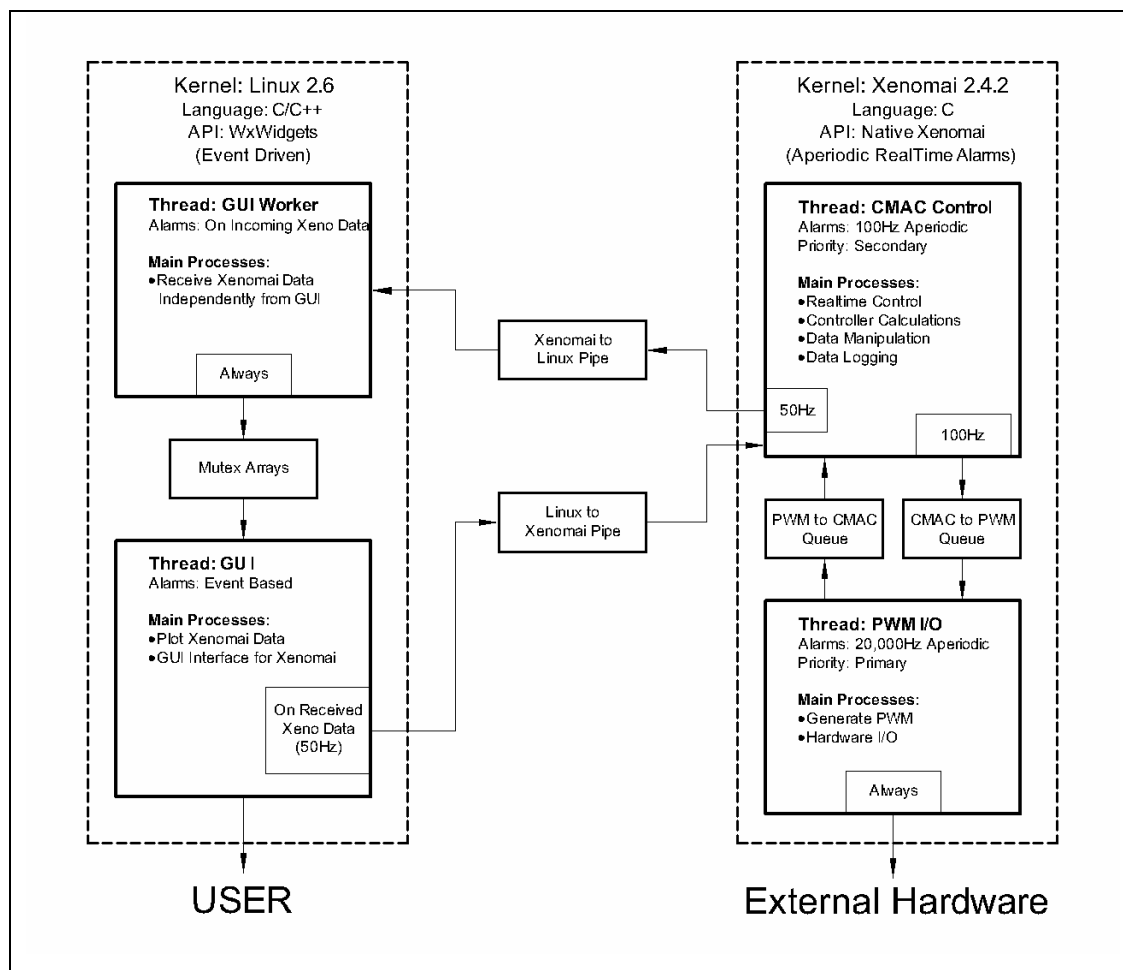 Kernel: Linux 2.6
Language: C/C++
API: WxWidgets
(Event Driven)
Thread: GUI Worker
Alarms: On Incoming Xeno Data
Main Processes:
•Receive Xenomai Data
Independently from GUI
Always
Mutex Arrays
Thread: GUI
Alarms: Event Based
Main Processes:
•Plot Xenomai Data
•GUI Interface for Xenomai
On Received
Xeno Data
(50Hz)
USER
Xenomai to
Linux Pipe
Linux to
Xenomai Pipe
Kernel: Xenomai 2.4.2
Language: C
API: Native Xenomai
(Aperiodic RealTime Alarms)
Thread: CMAC Control
Alarms: 100Hz Aperiodic
Priority: Secondary
Main Processes:
•Realtime Control
•Controller Calculations
•Data Manipulation
•Data Logging
50Hz
100Hz
PWM to CMAC
Queue
CMAC to PWM
Queue
Thread: PWM I/O
Alarms: 20,000Hz Aperiodic
Priority: Primary
Main Processes:
•Generate PWM
•Hardware I/O
Always
External Hardware